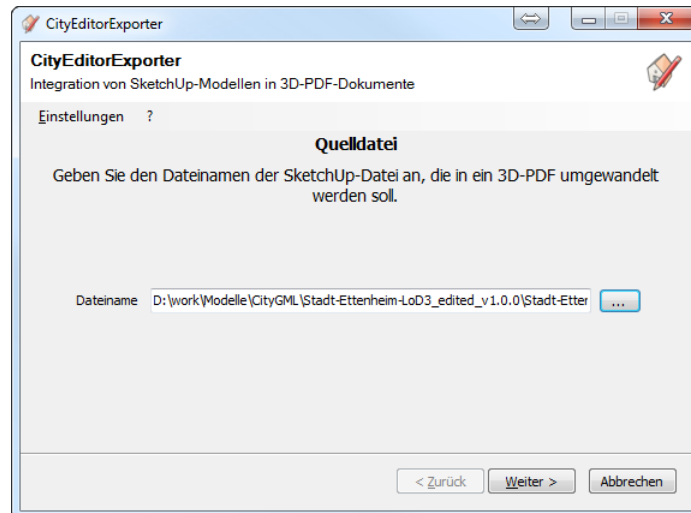 CityEditorExporter
CityEditorExporter
Integration von SketchUp-Modellen in 3D-PDF-Dokumente
Einstellungen ?
Quelldatei
Geben Sie den Dateinamen der SketchUp-Datei an, die in ein 3D-PDF umgewandelt
werden soll.
Dateiname D:\work\Modelle\CityGML\Stadt-Ettenheim-LoD3_edited_v1.0.0\Stadt-Etter ...
< Zurück Weiter > Abbrechen